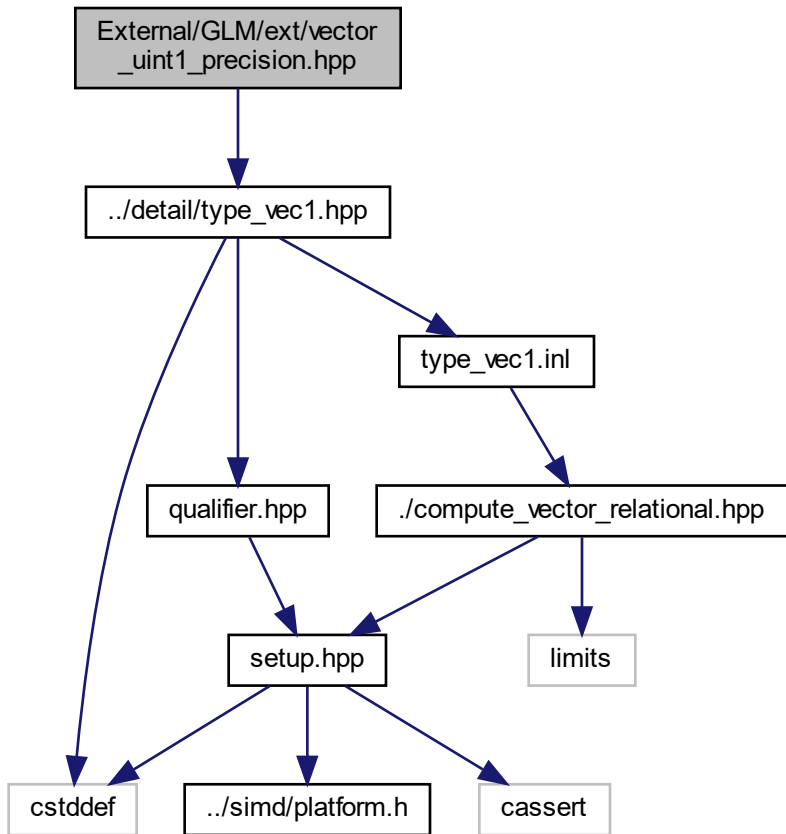 External/GLM/ext/vector
_uint1_precision.hpp
../detail/type_vec1.hpp
type_vec1.inl
qualifier.hpp
./compute_vector_relational.hpp
setup.hpp
limits
cstddef
../simd/platform.h
cassert